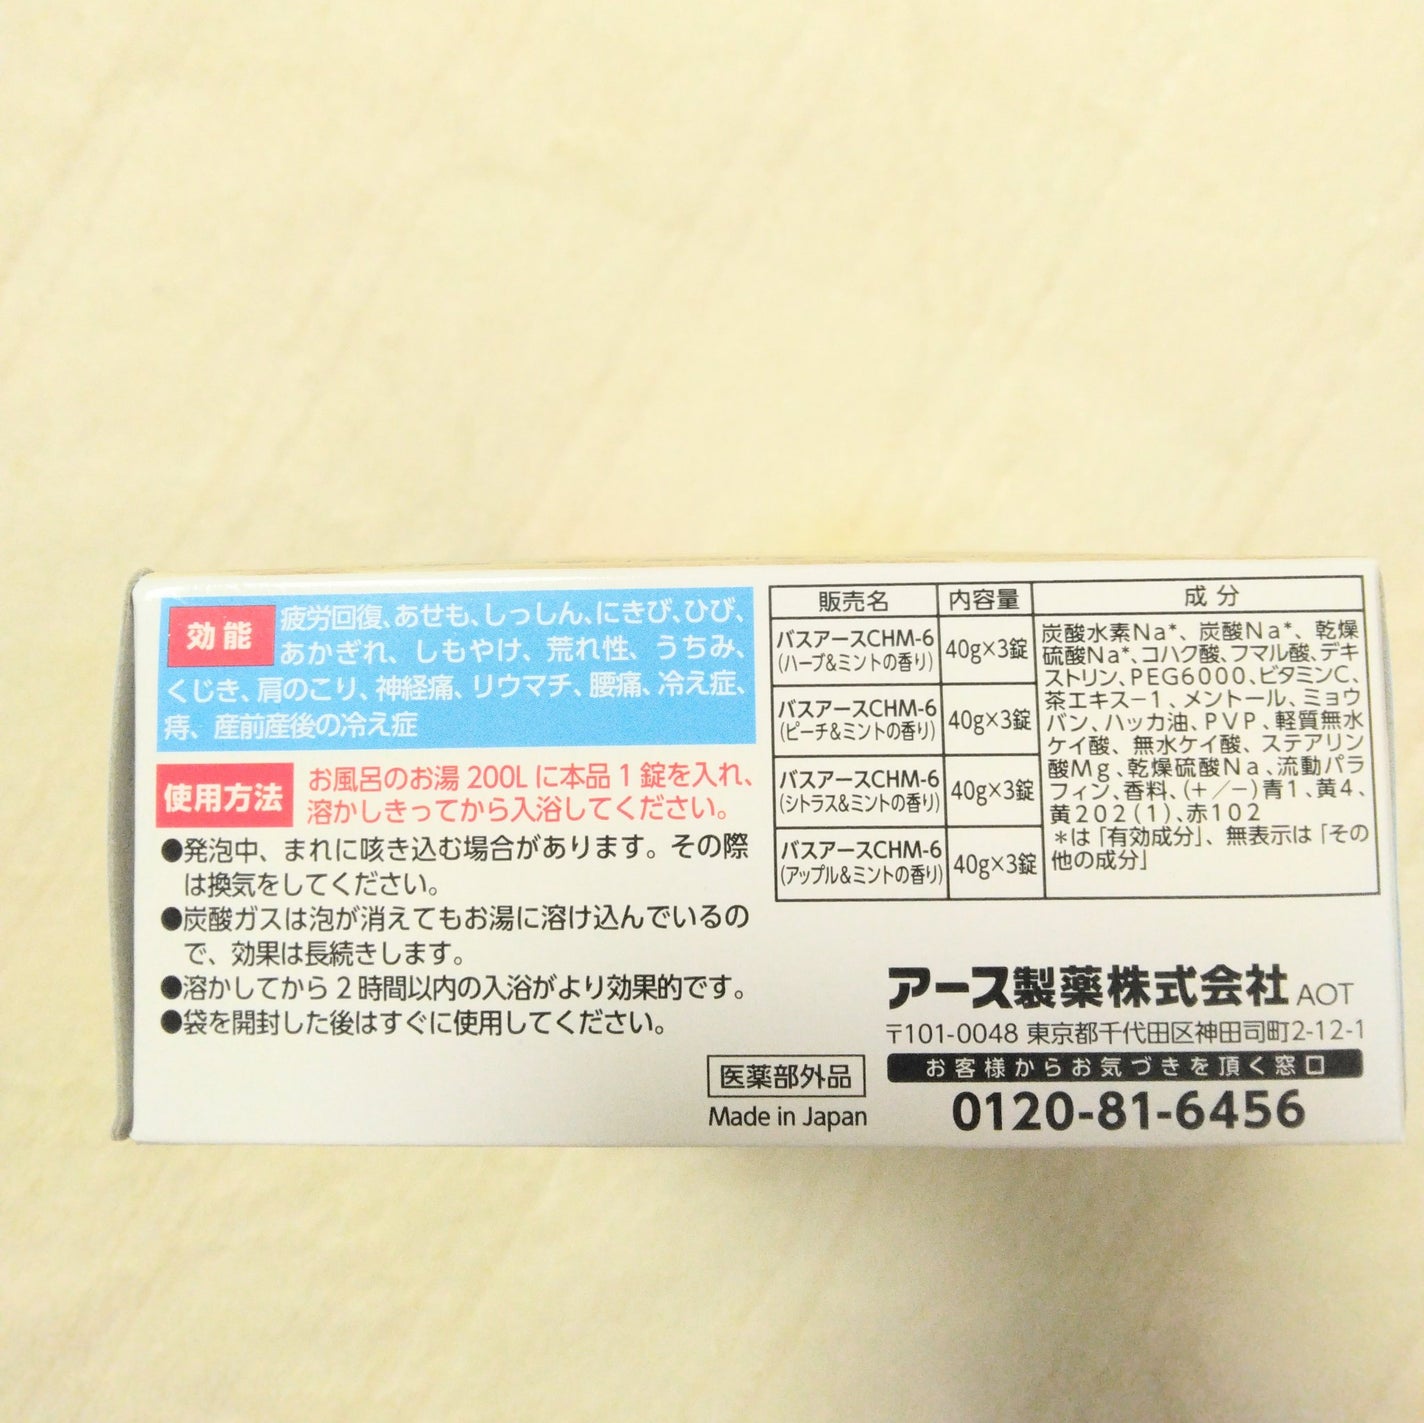 効能 疲労回復、あせも、しっしん、にきび、ひび、
あかぎれ、しもやけ、荒れ性、うちみ、
くじき、肩のこり、神経痛、リウマチ、腰痛、冷え症、
痔、産前産後の冷え症
使用方法 お風呂のお湯200Lに本品1錠を入れ、
溶かしきってから入浴してください。
●発泡中、まれに咳き込む場合があります。その際
は換気をしてください。
●炭酸ガスは泡が消えてもお湯に溶け込んでいるの
で、効果は長続きします。
●溶かしてから2時間以内の入浴がより効果的です。
●袋を開封した後はすぐに使用してください。
医薬部外品
Made in Japan
販売名 内容量 成分
バスアースCHM-6
(ハーブ&ミントの香り) 40g×3錠
バスアースCHM-6
(ピーチ&ミントの香り) 40g×3錠
バスアースCHM-6
(シトラス&ミントの香り) 40g×3錠
バスアースCHM-6
(アップル&ミントの香り) 40g×3錠
炭酸水素Na*、炭酸Na*、乾燥
硫酸Na*、コハク酸、フマル酸、デキ
ストリン、PEG6000、ビタミンC、
茶エキス-1、メントール、ミョウ
バン、ハッカ油、PVP、軽質無水
ケイ酸、無水ケイ酸、ステアリン
酸Mg、乾燥硫酸Na、流動パラ
フィン、香料、(+/-)青1、黄4、
黄202(1)、赤102
*は「有効成分」、無表示は「その
他の成分」
アース製薬株式会社 AOT
〒101-0048 東京都千代田区神田司町2-12-1
お客様からお気づきを頂く窓口
0120-81-6456